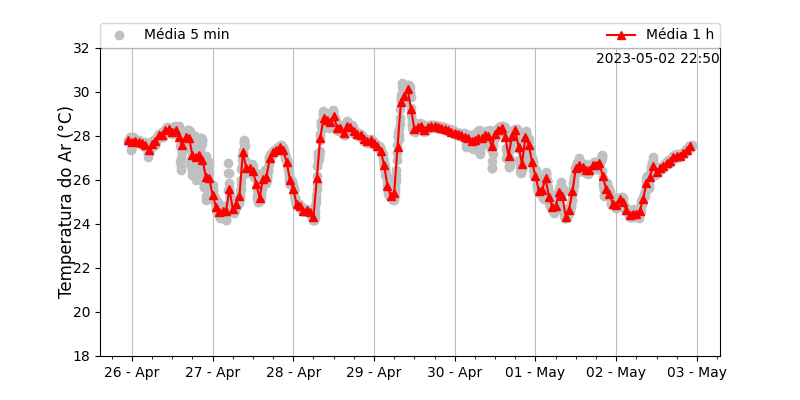 Média 5 min
Média 1 h
2023-05-02 22:50
Temperatura do Ar (°C)
32
30
28
26
24
22
20
18
26 - Apr
27 - Apr
28 - Apr
29 - Apr
30 - Apr
01 - May
02 - May
03 - May